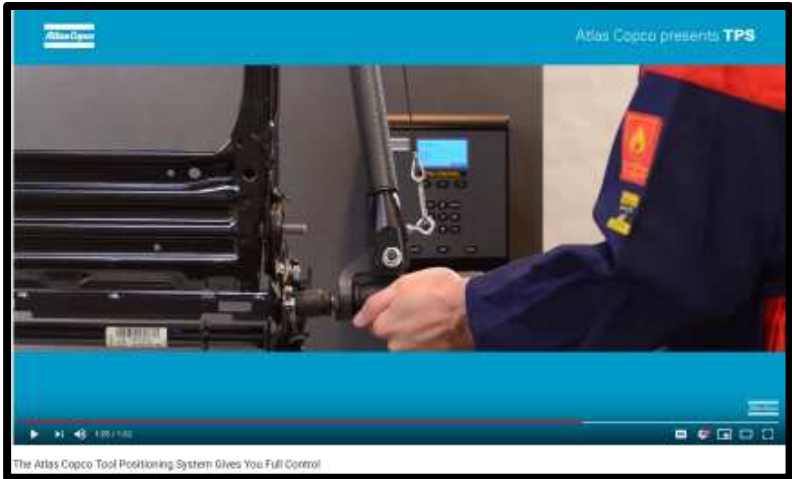 Atlas Copco
Atlas Copco presents TPS
The Atlas Copco Tool Positioning System Gives You Full Control